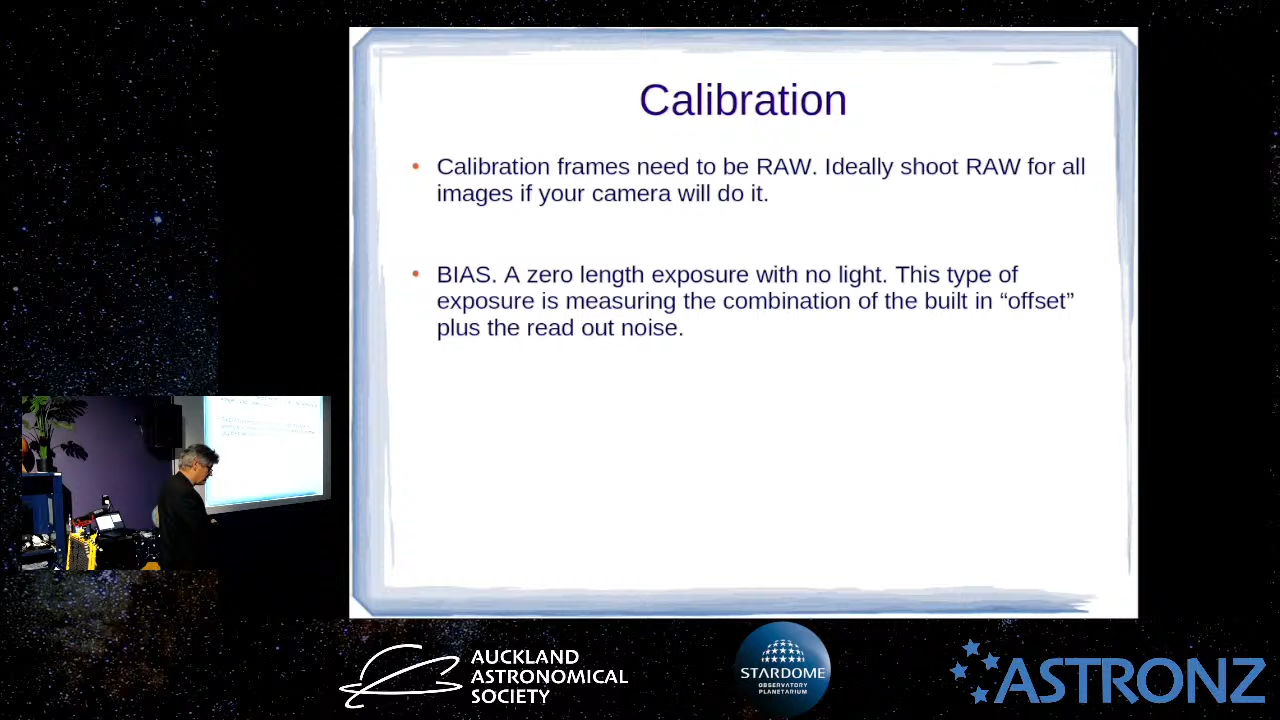 Calibration
• Calibration frames need to be RAW. Ideally shoot RAW for all
images if your camera will do it.
• BIAS. A zero length exposure with no light. This type of
exposure is measuring the combination of the built in “offset”
plus the read out noise.
AUCKLAND
ASTRONOMICAL
SOCIETY
STARDOME
OBSERVATORY
PLANETARIUM
ASTRONZ